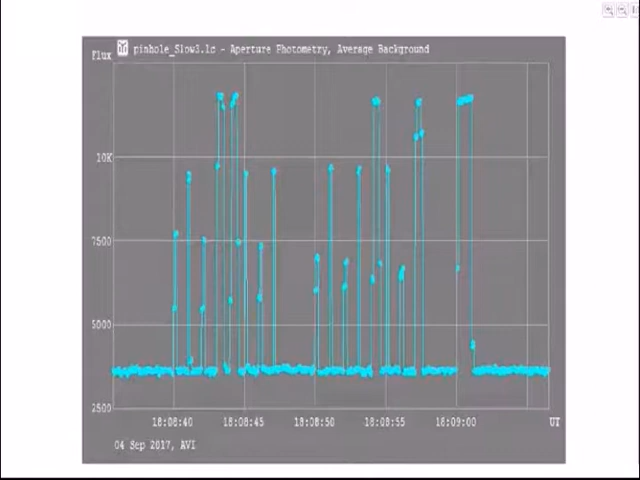 Flux
pinhole_Slow3.lc - Aperture Photometry, Average Background
10K
7500
5000
2500
18:08:40 18:08:45 18:08:50 18:08:55 18:09:00 UT
04 Sep 2017, AVI